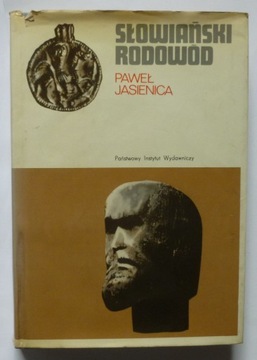 SŁOWIAŃSKI
RODOWÓD
PAWEŁ
JASIENICA
Państwowy Instytut Wydawniczy